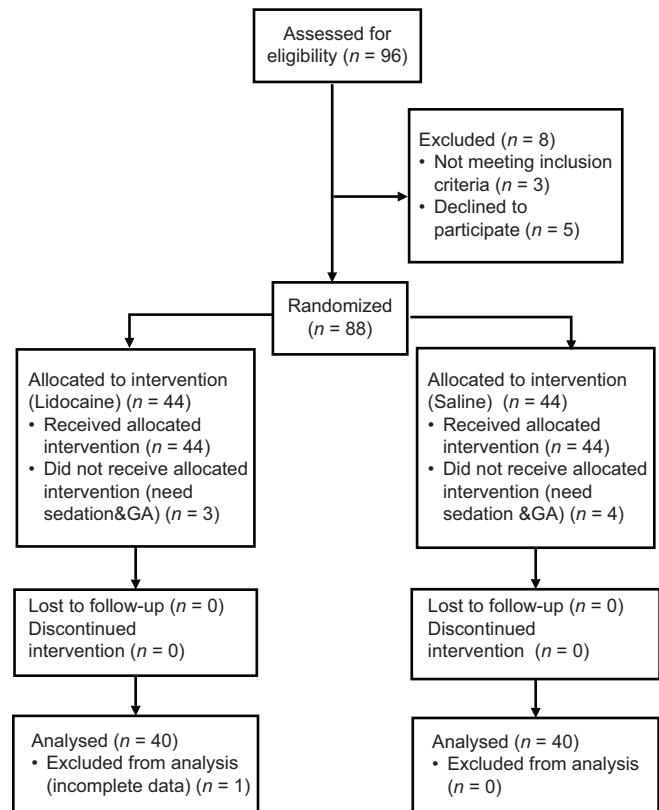 Assessed for
eligibility (n = 96)
Excluded (n = 8)
• Not meeting inclusion
criteria (n = 3)
• Declined to
participate (n = 5)
Randomized
(n = 88)
Allocated to intervention
(Lidocaine) (n = 44)
• Received allocated
intervention (n = 44)
• Did not receive allocated
intervention (need
sedation&GA) (n = 3)
Allocated to intervention
(Saline) (n = 44)
• Received allocated
intervention (n = 44)
• Did not receive allocated
intervention (need
sedation &GA) (n = 4)
Lost to follow-up (n = 0)
Discontinued
intervention (n = 0)
Lost to follow-up (n = 0)
Discontinued
intervention (n = 0)
Analysed (n = 40)
• Excluded from analysis
(incomplete data) (n = 1)
Analysed (n = 40)
• Excluded from analysis
(n = 0)